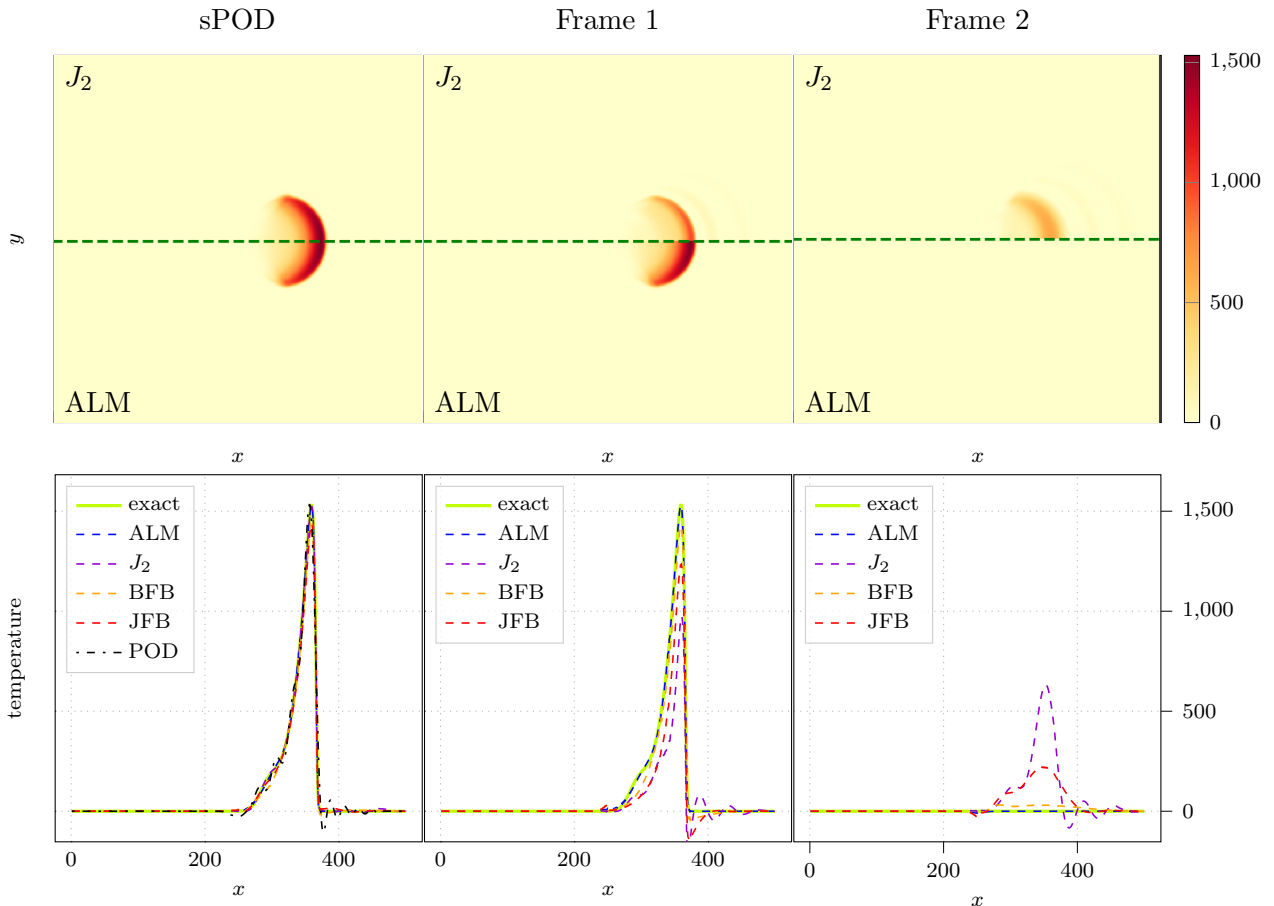 sPOD Frame 1 Frame 2
J₂ J₂ J₂
1,500
1,000
y
500
ALM ALM ALM
0
x x x
exact exact exact
1,500
ALM ALM ALM
J₂ J₂ J₂
BFB BFB BFB
1,000
JFB JFB JFB
POD
temperature
500
0
0 200 400 0 200 400 0 200 400
x x x